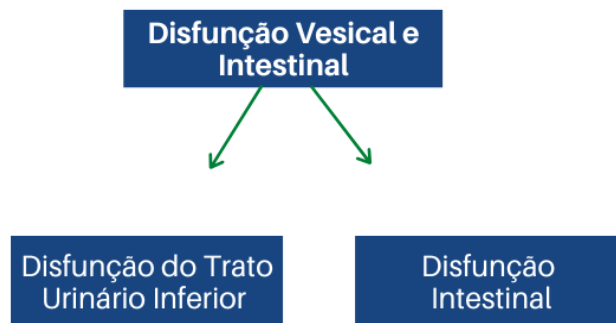 Disfunção Vesical e
Intestinal
Disfunção do Trato
Urinário Inferior
Disfunção
Intestinal